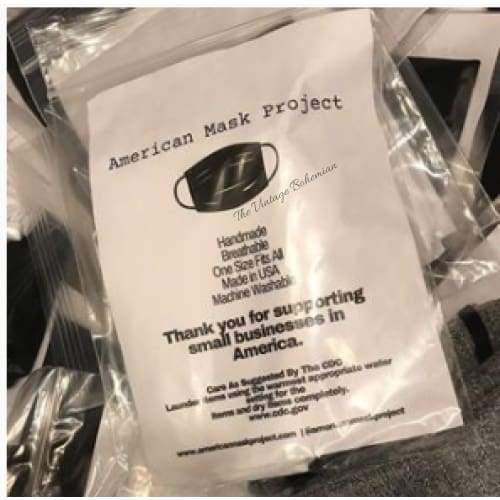 American Mask Project
The Vintage Bohemian
Handmade
Breathable
One Size Fits All
Made in USA
Machine Washable
Thank you for supporting
small businesses in
America.
Care As Suggested By The CDC
Launder items using the warmest appropriate water
setting for the
items and dry items completely.
www.cdc.gov
www.americanmaskproject.com |